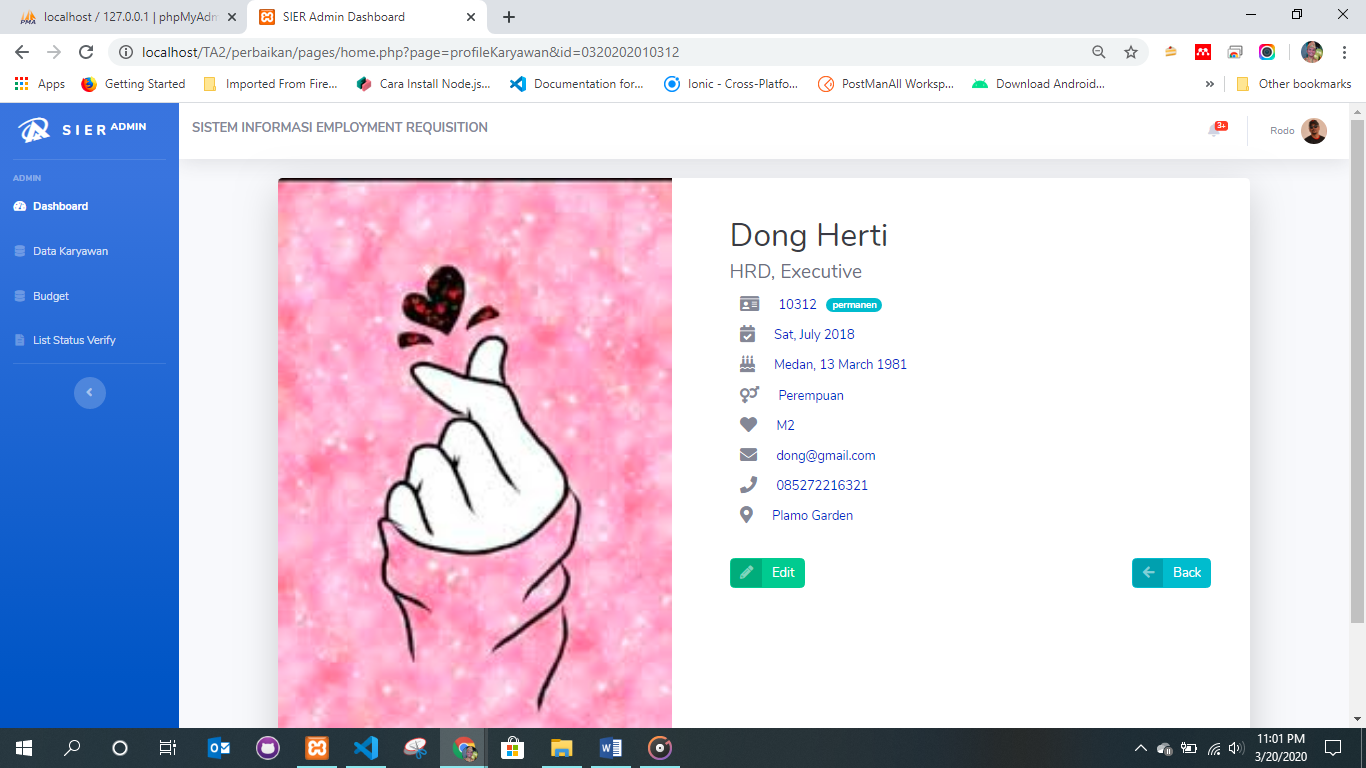 localhost / 127.0.0.1 | phpMyAdm
SIER Admin Dashboard
localhost/TA2/perbaikan/pages/home.php?page=profileKaryawan&id=0320202010312
Apps
Getting Started
Imported From Fire...
Cara Install Node.js...
Documentation for...
Ionic - Cross-Platfo...
PostManAll Worksp...
Download Android...
»
Other bookmarks
SIER ADMIN
SISTEM INFORMASI EMPLOYMENT REQUISITION
3+
Rodo
ADMIN
Dashboard
Data Karyawan
Budget
List Status Verify
Dong Herti
HRD, Executive
10312 permanen
Sat, July 2018
Medan, 13 March 1981
Perempuan
M2
dong@gmail.com
085272216321
Plamo Garden
Edit
Back
11:01 PM
3/20/2020